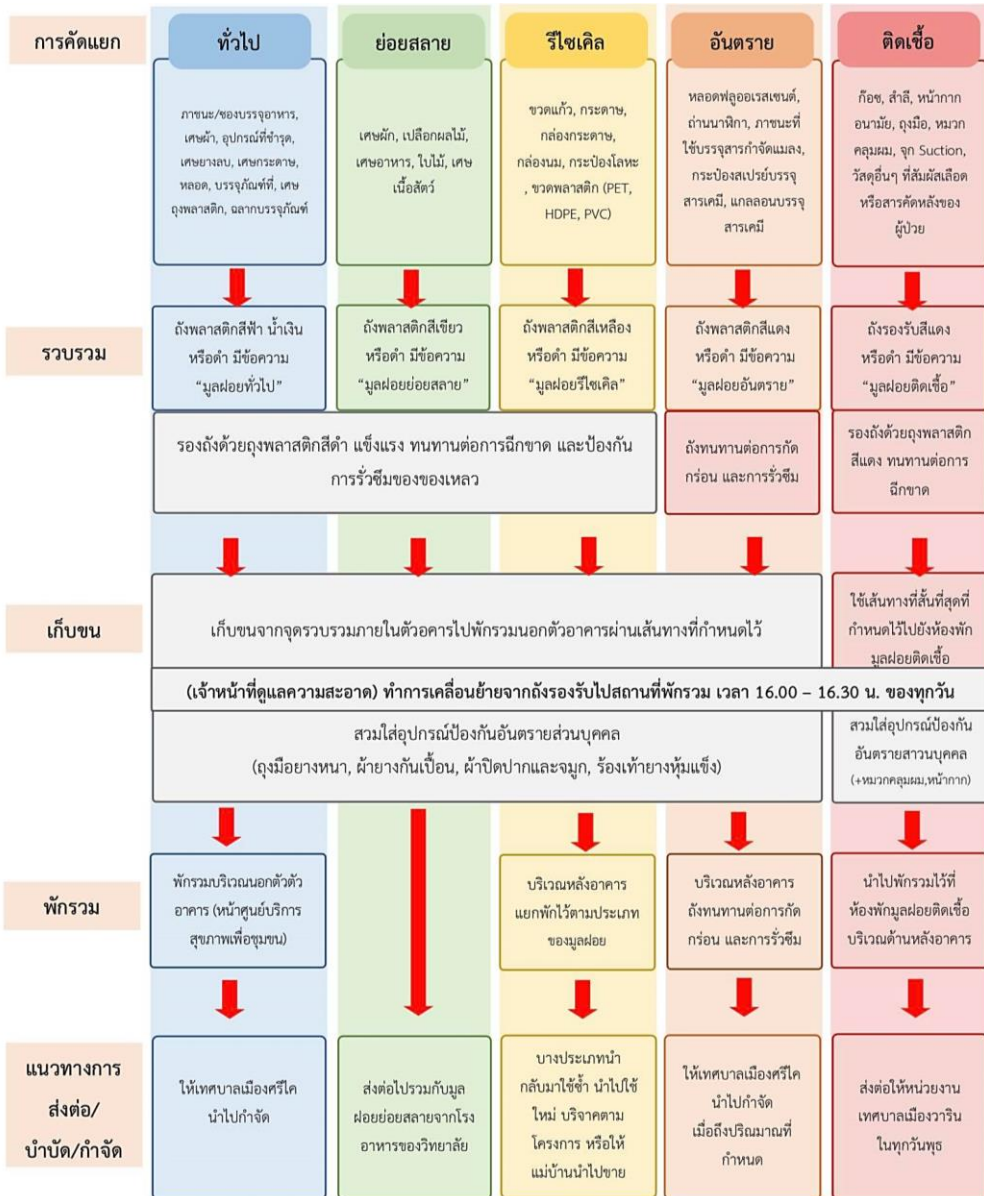 การคัดแยก
ทั่วไป
ย่อยสลาย
รีไซเคิล
อันตราย
ติดเชื้อ
ภาชนะ/ซองบรรจุอาหาร,
เศษผ้า, อุปกรณ์ที่ชำรุด,
เศษยางลบ, เศษกระดาษ,
หลอด, บรรจุภัณฑ์ที่, เศษ
ถุงพลาสติก, ฉลากบรรจุภัณฑ์
เศษผัก, เปลือกผลไม้,
เศษอาหาร, ใบไม้, เศษ
เนื้อสัตว์
ขวดแก้ว, กระดาษ,
กล่องกระดาษ,
กล่องนม, กระป๋องโลหะ
, ขวดพลาสติก (PET,
HDPE, PVC)
หลอดฟลูออเรสเซนต์,
ถ่านนาฬิกา, ภาชนะที่
ใช้บรรจุสารกำจัดแมลง,
กระป๋องสเปรย์บรรจุ
สารเคมี, แกลลอนบรรจุ
สารเคมี
ก๊อซ, สำลี, หน้ากาก
อนามัย, ถุงมือ, หมวก
คลุมผม, จุก Suction,
วัสดุอื่นๆ ที่สัมผัสเลือด
หรือสารคัดหลังของ
ผู้ป่วย
รวบรวม
ถังพลาสติกสีฟ้า น้ำเงิน
หรือดำ มีข้อความ
“มูลฝอยทั่วไป”
ถังพลาสติกสีเขียว
หรือดำ มีข้อความ
“มูลฝอยย่อยสลาย”
ถังพลาสติกสีเหลือง
หรือดำ มีข้อความ
“มูลฝอยรีไซเคิล”
ถังพลาสติกสีแดง
หรือดำ มีข้อความ
“มูลฝอยอันตราย”
ถังรองรับสีแดง
หรือดำ มีข้อความ
“มูลฝอยติดเชื้อ”
รองถังด้วยถุงพลาสติกสีดำ แข็งแรง ทนทานต่อการฉีกขาด และป้องกัน
การรั่วซึมของของเหลว
ถังทนทานต่อการกัด
กร่อน และการรั่วซึม
รองถังด้วยถุงพลาสติก
สีแดง ทนทานต่อการ
ฉีกขาด
เก็บขน
เก็บขนจากจุดรวบรวมภายในตัวอคารไปพักรวมนอกตัวอาคารผ่านเส้นทางที่กำหนดไว้
ใช้เส้นทางที่สั้นที่สุดที่
กำหนดไว้ไปยังห้องพัก
มูลฝอยติดเชื้อ
(เจ้าหน้าที่ดูแลความสะอาด) ทำการเคลื่อนย้ายจากถังรองรับไปสถานที่พักรวม เวลา 16.00 – 16.30 น. ของทุกวัน
สวมใส่อุปกรณ์ป้องกันอันตรายส่วนบุคคล
(ถุงมือยางหนา, ผ้ายางกันเปื้อน, ผ้าปิดปากและจมูก, ร้องเท้ายางหุ้มแข็ง)
สวมใส่อุปกรณ์ป้องกัน
อันตรายสาวนบุคคล
(+หมวกคลุมผม,หน้ากาก)
พักรวม
พักรวมบริเวณนอกตัวตัว
อาคาร (หน้าศูนย์บริการ
สุขภาพเพื่อชุมขน)
บริเวณหลังอาคาร
แยกพักไว้ตามประเภท
ของมูลฝอย
บริเวณหลังอาคาร
ถังทนทานต่อการกัด
กร่อน และการรั่วซึม
นำไปพักรวมไว้ที่
ห้องพักมูลฝอยติดเชื้อ
บริเวณด้านหลังอาคาร
แนวทางการ
ส่งต่อ/
บำบัด/กำจัด
ให้เทศบาลเมืองศรีไค
นำไปกำจัด
ส่งต่อไปรวมกับมูล
ฝอยย่อยสลายจากโรง
อาหารของวิทยาลัย
บางประเภทนำ
กลับมาใช้ซ้ำ นำไปใช้
ใหม่ บริจาคตาม
โครงการ หรือให้
แม่บ้านนำไปขาย
ให้เทศบาลเมืองศรีไค
นำไปกำจัด
เมื่อถึงปริณมาณที่
กำหนด
ส่งต่อให้หน่วยงาน
เทศบาลเมืองวาริน
ในทุกวันพุธ